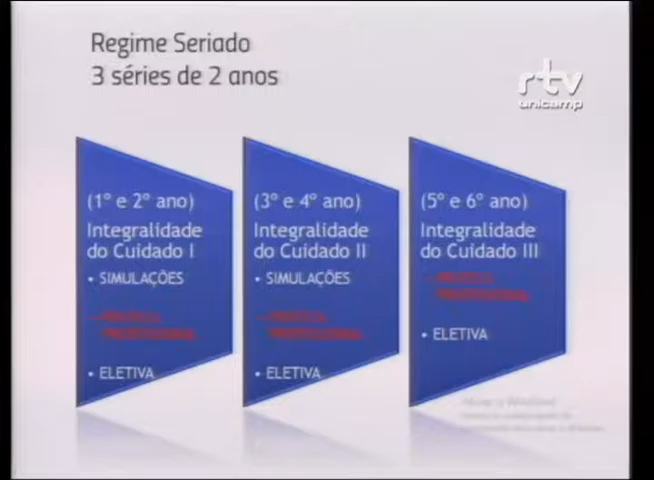 Regime Seriado
3 séries de 2 anos
rtv
unicamp
(1º e 2º ano)
Integralidade
do Cuidado I
• SIMULAÇÕES
• PRÁTICA
PROFISSIONAL
• ELETIVA
(3º e 4º ano)
Integralidade
do Cuidado II
• SIMULAÇÕES
• PRÁTICA
PROFISSIONAL
• ELETIVA
(5º e 6º ano)
Integralidade
do Cuidado III
• PRÁTICA
PROFISSIONAL
• ELETIVA
Ativar o Windows